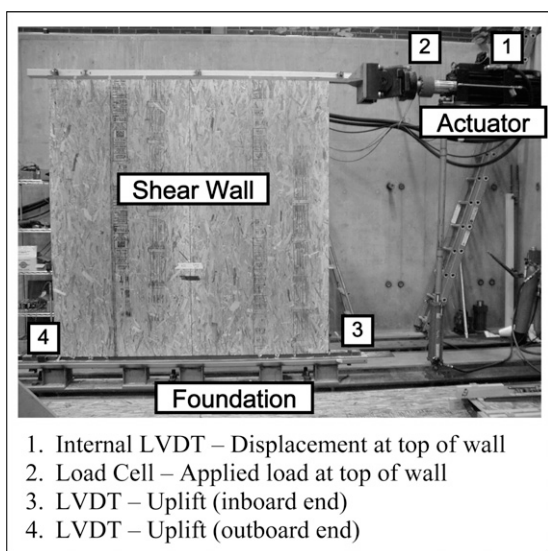 2
1
Actuator
Shear Wall
4
3
Foundation
1. Internal LVDT – Displacement at top of wall
2. Load Cell – Applied load at top of wall
3. LVDT – Uplift (inboard end)
4. LVDT – Uplift (outboard end)